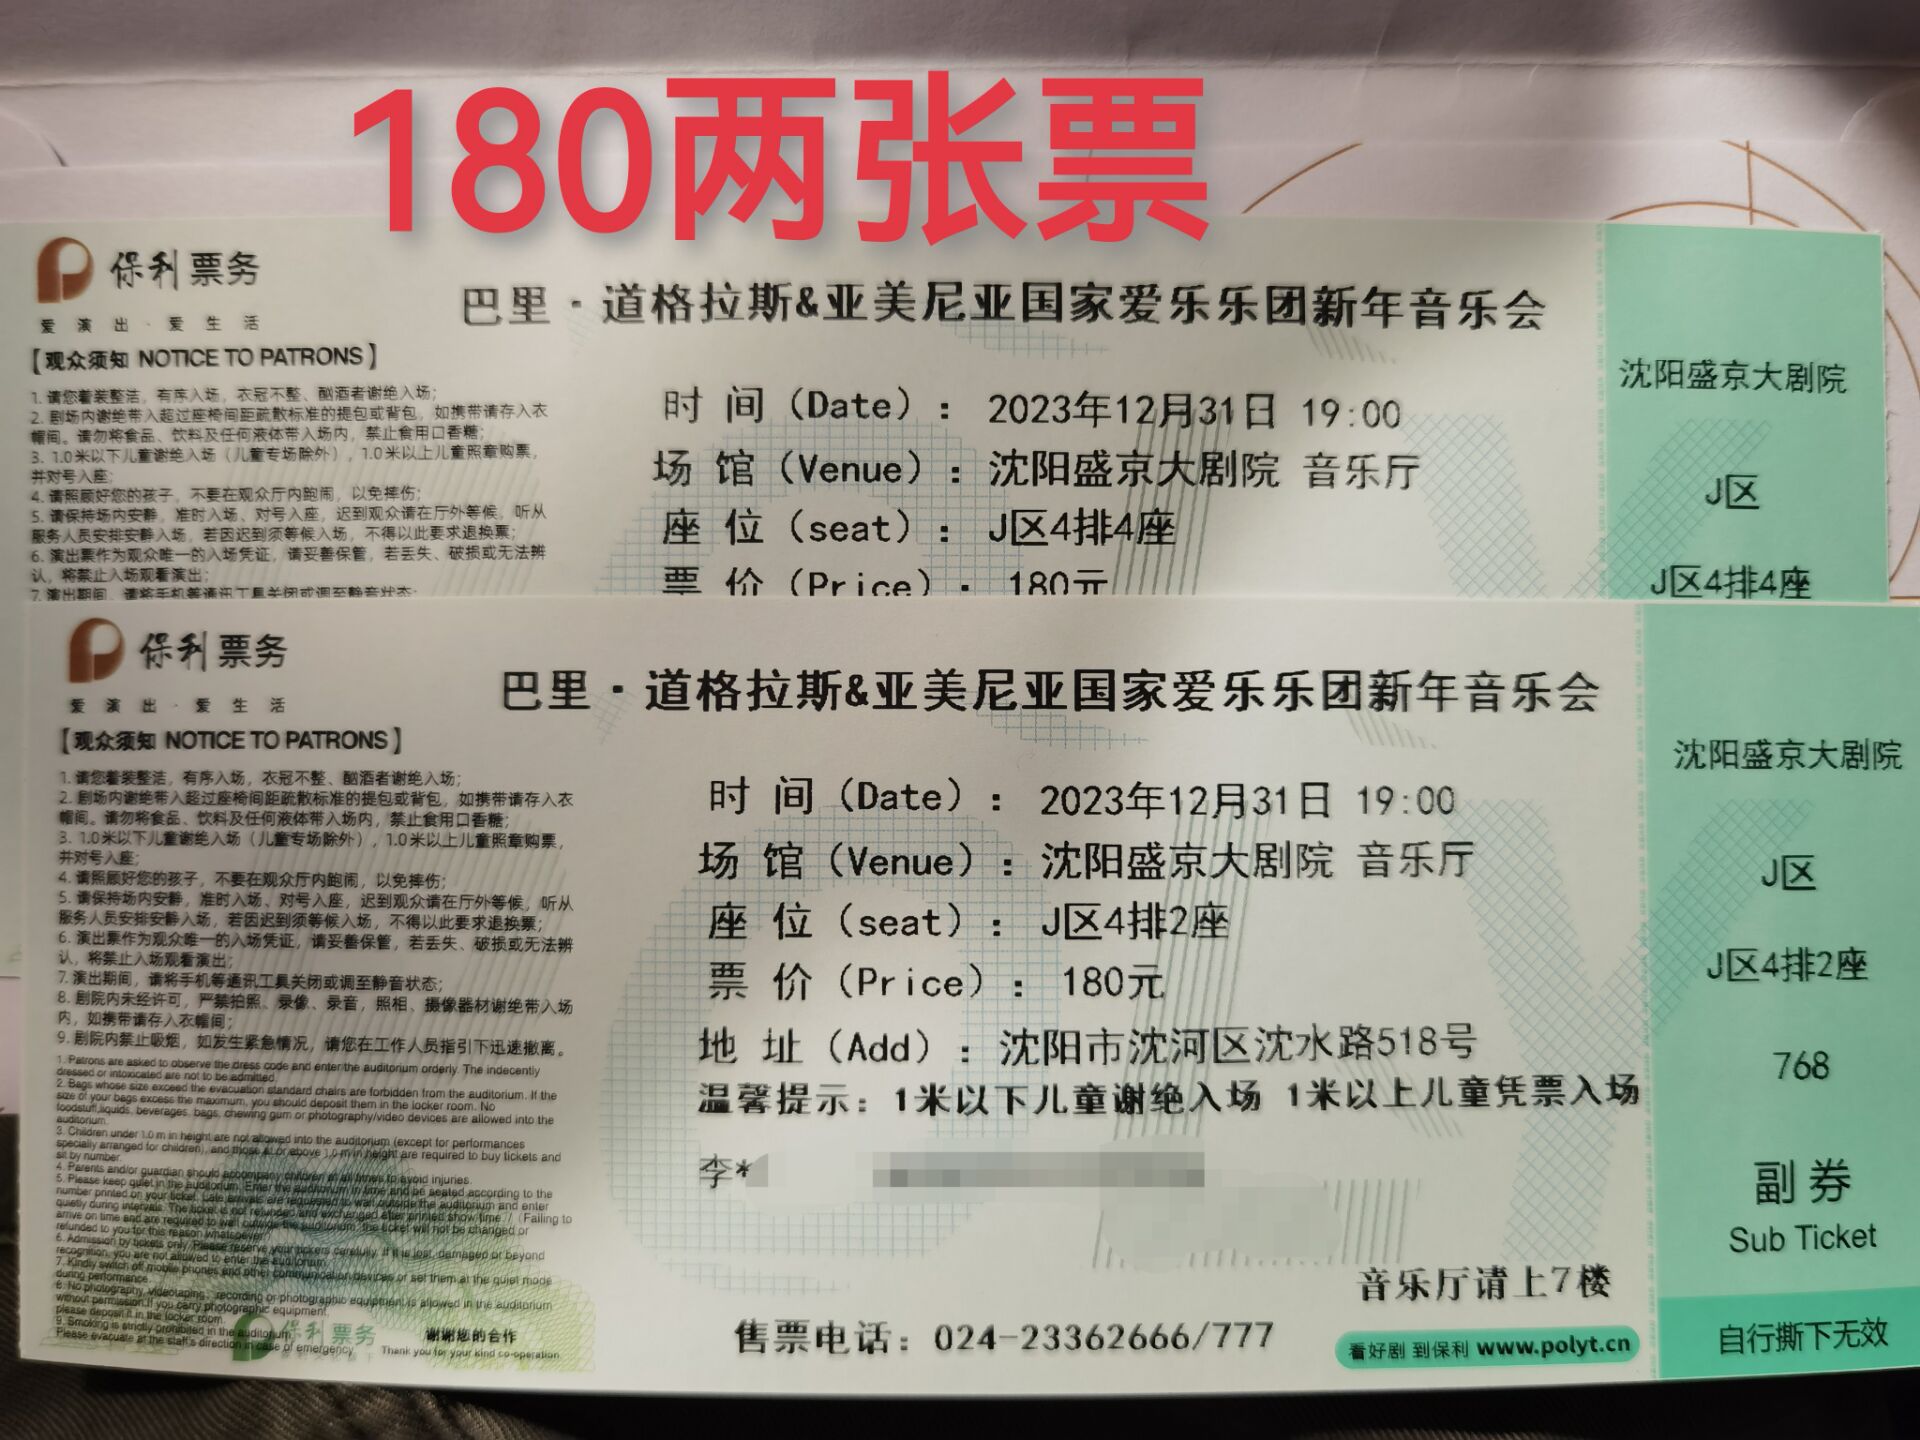 180两张票
保利票务
爱演出·爱生活
【观众须知 NOTICE TO PATRONS】
1. 请您着装整洁，有序入场，衣冠不整、酗酒者谢绝入场；
2. 剧场内谢绝带入超过座椅间距疏散标准的提包或背包，如携带请存入衣
帽间。请勿将食品、饮料及任何液体带入场内，禁止食用口香糖；
3. 1.0米以下儿童谢绝入场（儿童专场除外），1.0米以上儿童照章购票，
并对号入座；
4. 请照顾好您的孩子，不要在观众厅内跑闹，以免摔伤；
5. 请保持场内安静，准时入场、对号入座，迟到观众请在厅外等候，听从
服务人员安排安静入场，若因迟到须等候入场，不得以此要求退换票；
6. 演出票作为观众唯一的入场凭证，请妥善保管，若丢失、破损或无法辨
认，将禁止入场观看演出；
7. 演出期间，请将手机等通讯工具关闭或调至静音状态；
巴里·道格拉斯&亚美尼亚国家爱乐乐团新年音乐会
时 间（Date）：2023年12月31日 19:00
场 馆（Venue）：沈阳盛京大剧院 音乐厅
座 位（seat）：J区4排4座
票 价（Price）：180元
沈阳盛京大剧院
J区
J区4排4座
保利票务
爱演出·爱生活
【观众须知 NOTICE TO PATRONS】
1. 请您着装整洁，有序入场，衣冠不整、酗酒者谢绝入场；
2. 剧场内谢绝带入超过座椅间距疏散标准的提包或背包，如携带请存入衣
帽间。请勿将食品、饮料及任何液体带入场内，禁止食用口香糖；
3. 1.0米以下儿童谢绝入场（儿童专场除外），1.0米以上儿童照章购票，
并对号入座；
4. 请照顾好您的孩子，不要在观众厅内跑闹，以免摔伤；
5. 请保持场内安静，准时入场、对号入座，迟到观众请在厅外等候，听从
服务人员安排安静入场，若因迟到须等候入场，不得以此要求退换票；
6. 演出票作为观众唯一的入场凭证，请妥善保管，若丢失、破损或无法辨
认，将禁止入场观看演出；
7. 演出期间，请将手机等通讯工具关闭或调至静音状态；
8. 剧院内未经许可，严禁拍照、录像、录音，照相、摄像器材谢绝带入场
内，如携带请存入衣帽间；
9. 剧院内禁止吸烟，如发生紧急情况，请您在工作人员指引下迅速撤离。
1. Patrons are asked to observe the dress code and enter the auditorium orderly. The indecently
dressed or intoxicated are not to be admitted.
2. Bags whose size exceed the evacuation standard chairs are forbidden from the auditorium. If the
size of your bags excess the maximum, you should deposit them in the locker room. No
foodstuff,liquids, beverages, bags, chewing gum or photography/video devices are allowed into the
auditorium.
3. Children under 1.0 m in height are not allowed into the auditorium (except for performances
specially arranged for children), and those at or above 1.0 m in height are required to buy tickets and
sit by number.
4. Parents and/or guardian should accompany children at all times to avoid injuries.
5. Please keep quiet in the auditorium. Enter the auditorium in time and be seated according to the
number printed on your ticket. Late arrivals are requested to wait outside the auditorium and enter
quietly during intervals. The ticket is not refunded and exchanged after printed show time. /（Failing to
arrive on time and are required to wait outside the auditorium, the ticket will not be changed or
refunded to you for this reason whatsoever
6. Admission by tickets only. Please reserve your tickets carefully. If it is lost, damaged or beyond
recognition, you are not allowed to enter the auditorium.
7. Kindly switch off mobile phones and other communication devices or set them at the quiet mode
during performance.
8. No photography, videotaping, recording or photographic equipment is allowed in the auditorium
without permission.If you carry photographic equipment,
please deposit it in the locker room.
9. Smoking is strictly prohibited in the auditorium.
Please evacuate at the staff's direction in case of emergency
保利票务
谢谢您的合作
Thank you for your kind co-operation
巴里·道格拉斯&亚美尼亚国家爱乐乐团新年音乐会
时 间（Date）：2023年12月31日 19:00
场 馆（Venue）：沈阳盛京大剧院 音乐厅
座 位（seat）：J区4排2座
票 价（Price）：180元
地 址（Add）：沈阳市沈河区沈水路518号
温馨提示：1米以下儿童谢绝入场 1米以上儿童凭票入场
李*
音乐厅请上7楼
售票电话：024-23362666/777
看好剧 到保利 www.polyt.cn
沈阳盛京大剧院
J区
J区4排2座
768
副券
Sub Ticket
自行撕下无效